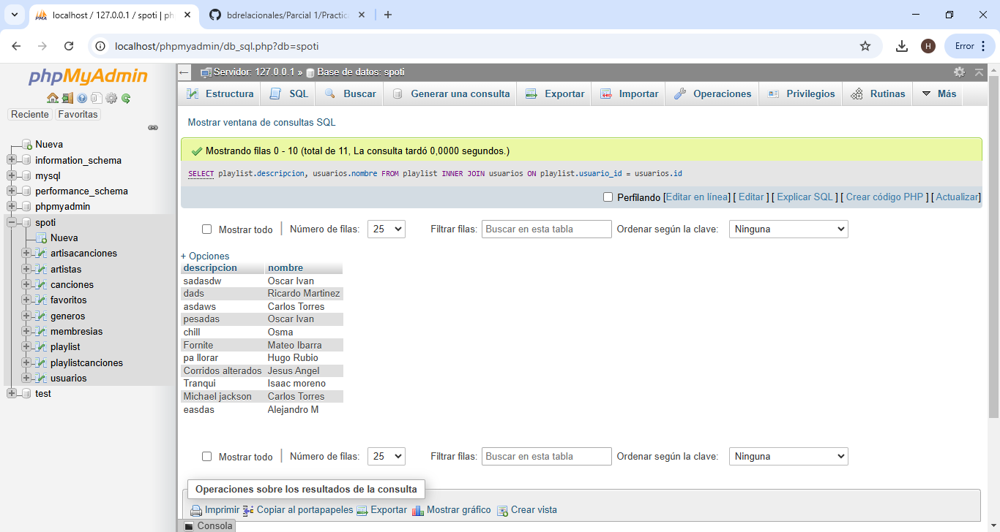 localhost / 127.0.0.1 / spoti | ph
bdrelacionales/Parcial 1/Practica
localhost/phpmyadmin/db_sql.php?db=spoti
H
Error
phpMyAdmin
Reciente Favoritas
Nueva
information_schema
mysql
performance_schema
phpmyadmin
spoti
Nueva
artisacanciones
artistas
canciones
favoritos
generos
membresias
playlist
playlistcanciones
usuarios
test
Servidor: 127.0.0.1 » Base de datos: spoti
Estructura SQL Buscar Generar una consulta Exportar Importar Operaciones Privilegios Rutinas Más
Mostrar ventana de consultas SQL
Mostrando filas 0 - 10 (total de 11, La consulta tardó 0,0000 segundos.)
SELECT playlist.descripcion, usuarios.nombre FROM playlist INNER JOIN usuarios ON playlist.usuario_id = usuarios.id
Perfilando [Editar en línea] [ Editar ] [ Explicar SQL ] [ Crear código PHP ] [ Actualizar]
Mostrar todo | Número de filas: 25 Filtrar filas: Buscar en esta tabla Ordenar según la clave: Ninguna
+ Opciones
descripcion nombre
sadasdw Oscar Ivan
dads Ricardo Martinez
asdaws Carlos Torres
pesadas Oscar Ivan
chill Osma
Fornite Mateo Ibarra
pa llorar Hugo Rubio
Corridos alterados Jesus Angel
Tranqui Isaac moreno
Michael jackson Carlos Torres
easdas Alejandro M
Mostrar todo | Número de filas: 25 Filtrar filas: Buscar en esta tabla Ordenar según la clave: Ninguna
Operaciones sobre los resultados de la consulta
Imprimir Copiar al portapapeles Exportar Mostrar gráfico Crear vista
Consola